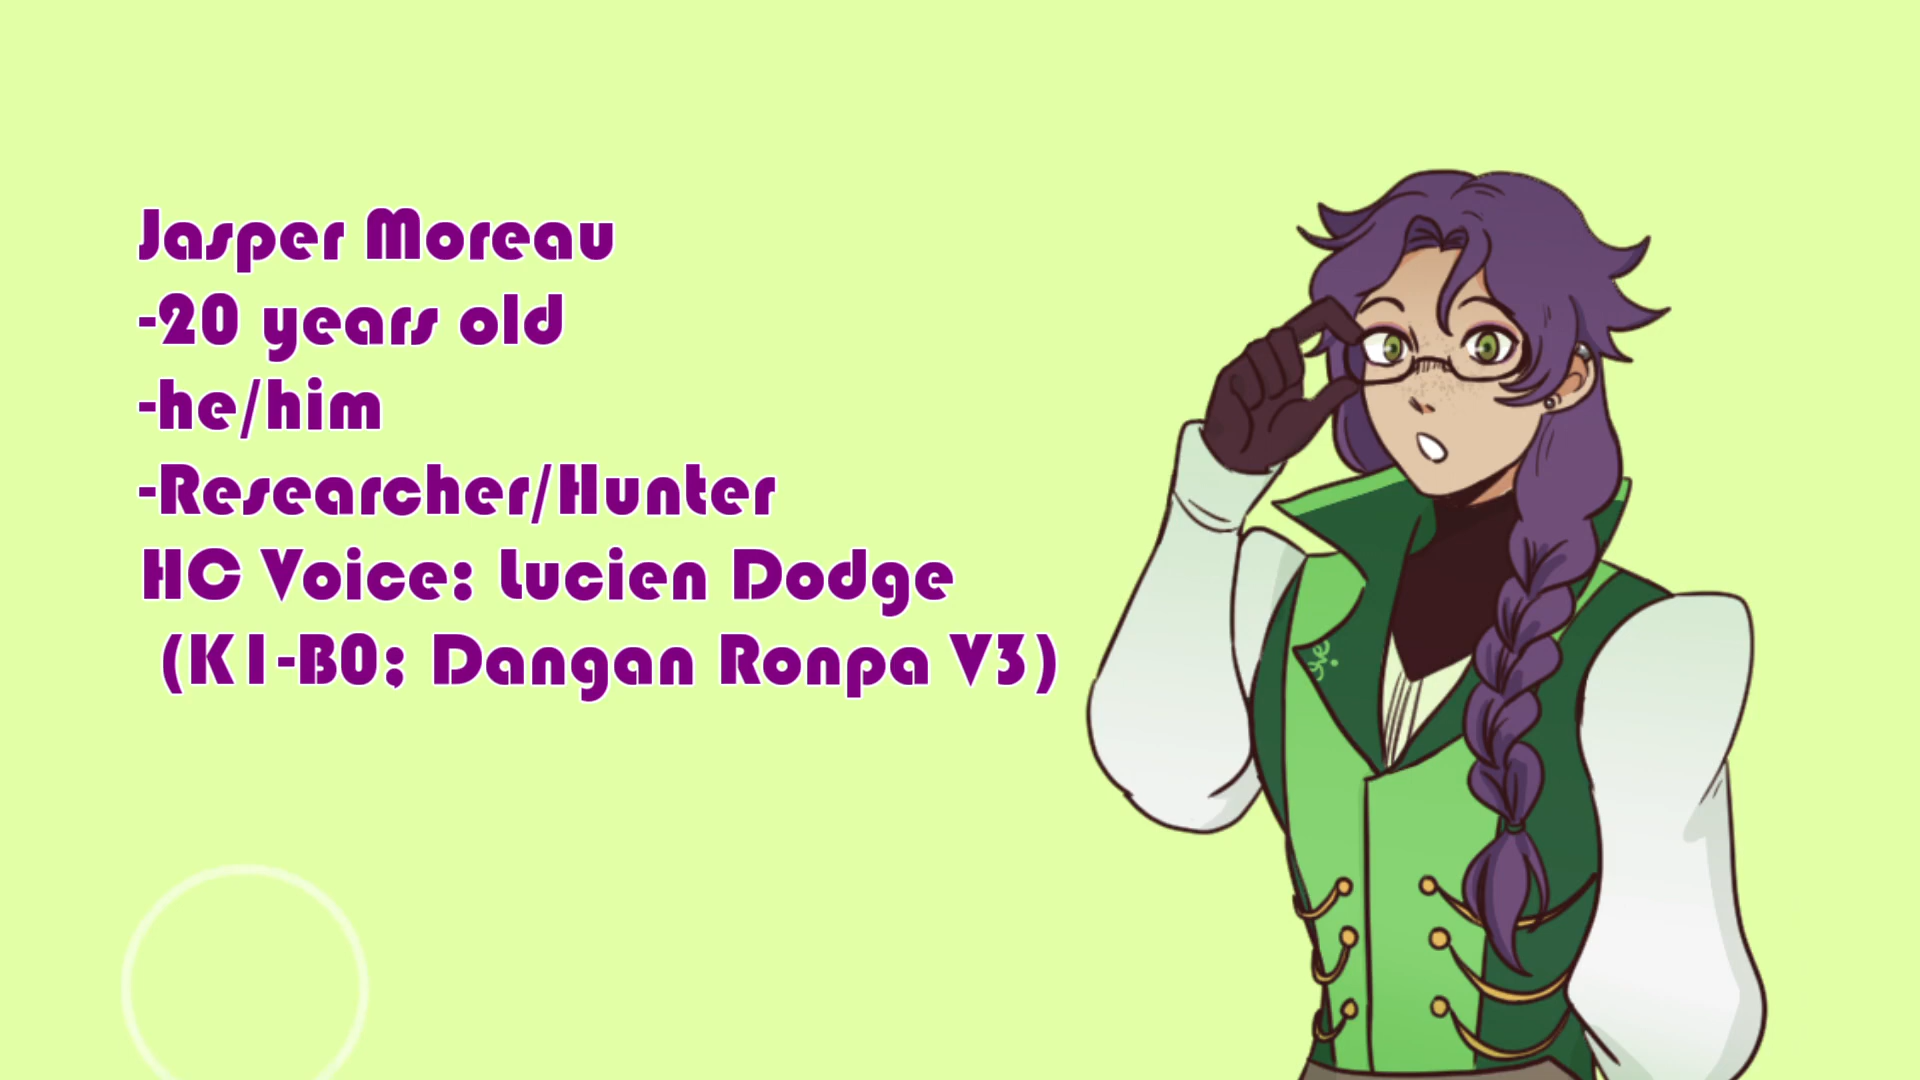 Jasper Moreau
-20 years old
-he/him
-Researcher/Hunter
HC Voice: Lucien Dodge
(K1-B0; Dangan Ronpa V3)